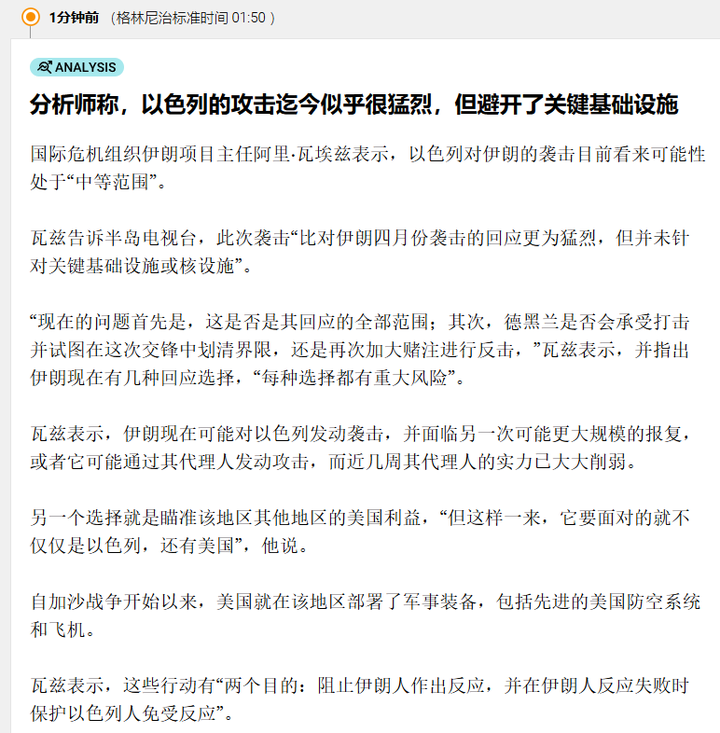 1分钟前 （格林尼治标准时间 01:50 ）
ANALYSIS
分析师称，以色列的攻击迄今似乎很猛烈，但避开了关键基础设施
国际危机组织伊朗项目主任阿里·瓦埃兹表示，以色列对伊朗的袭击目前看来可能性
处于“中等范围”。
瓦兹告诉半岛电视台，此次袭击“比对伊朗四月份袭击的回应更为猛烈，但并未针
对关键基础设施或核设施”。
“现在的问题首先是，这是否是其回应的全部范围；其次，德黑兰是否会承受打击
并试图在这次交锋中划清界限，还是再次加大赌注进行反击，”瓦兹表示，并指出
伊朗现在有几种回应选择，“每种选择都有重大风险”。
瓦兹表示，伊朗现在可能对以色列发动袭击，并面临另一次可能更大规模的报复，
或者它可能通过其代理人发动攻击，而近几周其代理人的实力已大大削弱。
另一个选择就是瞄准该地区其他地区的美国利益，“但这样一来，它要面对的就不
仅仅是以色列，还有美国”，他说。
自加沙战争开始以来，美国就在该地区部署了军事装备，包括先进的美国防空系统
和飞机。
瓦兹表示，这些行动有“两个目的：阻止伊朗人作出反应，并在伊朗人反应失败时
保护以色列人免受反应”。